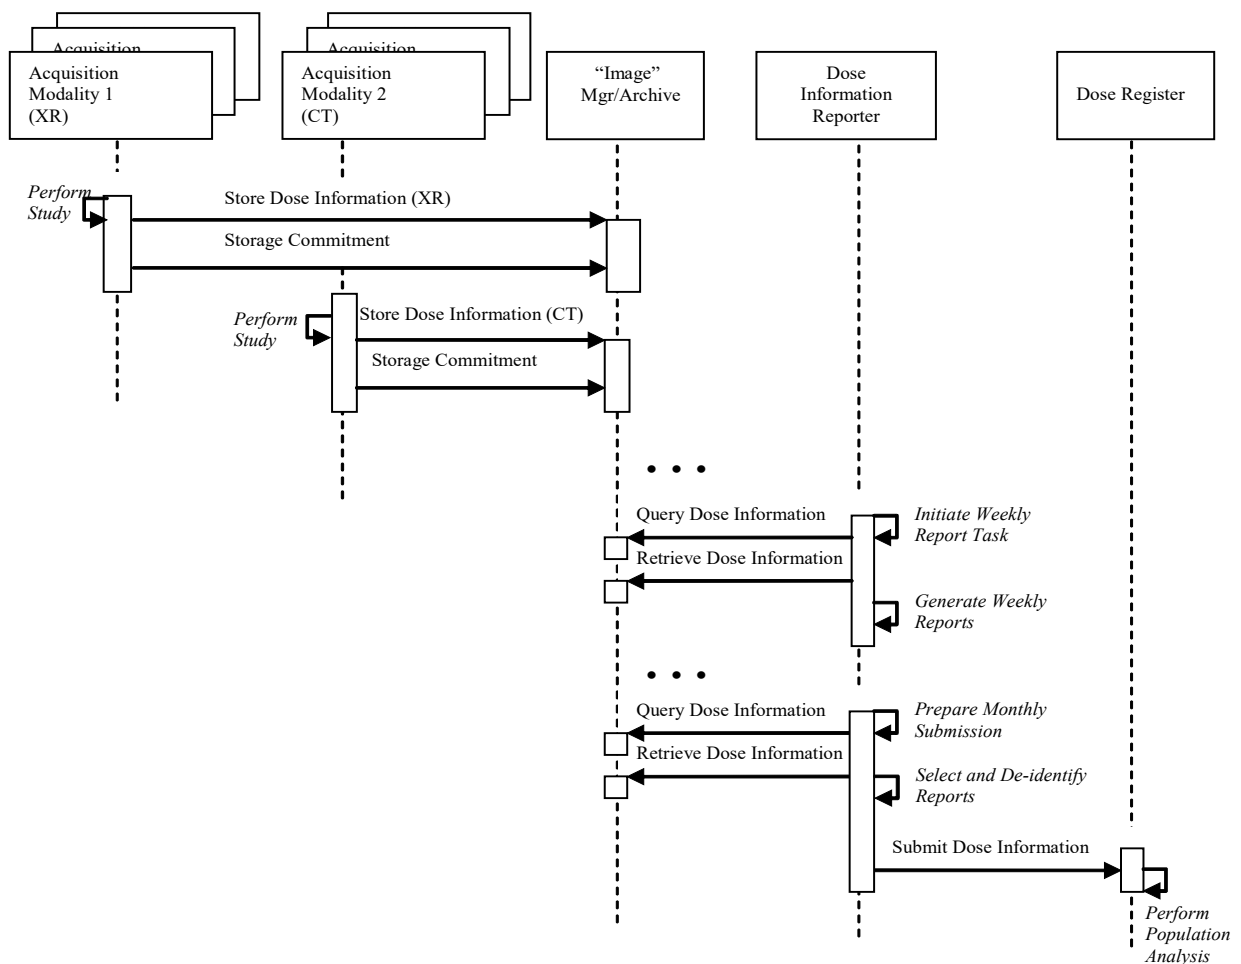 Acquisition
Acquisition
Modality 1
(XR)
Acquisition
Acquisition
Modality 2
(CT)
“Image”
Mgr/Archive
Dose
Information
Reporter
Dose Register
Perform
Study
Store Dose Information (XR)
Storage Commitment
Perform
Study
Store Dose Information (CT)
Storage Commitment
• • •
Query Dose Information
Initiate Weekly
Report Task
Retrieve Dose Information
Generate Weekly
Reports
• • •
Query Dose Information
Prepare Monthly
Submission
Retrieve Dose Information
Select and De-identify
Reports
Submit Dose Information
Perform
Population
Analysis